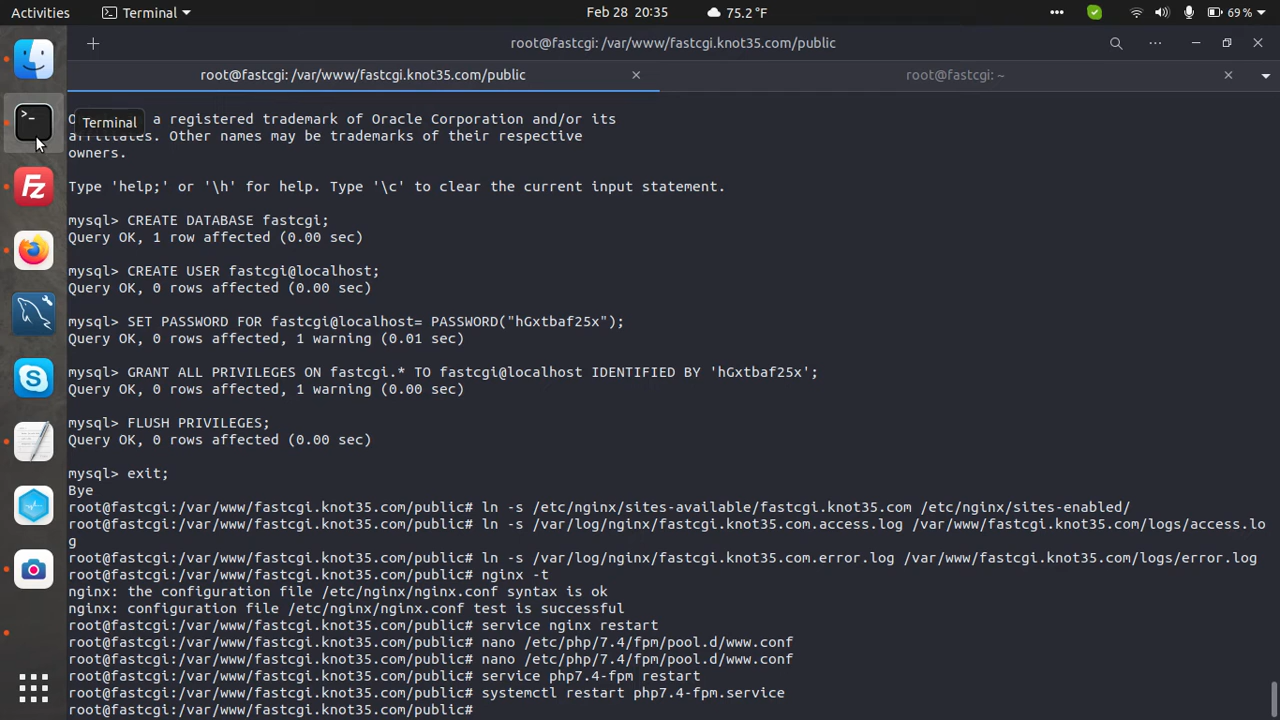 Activities Terminal Feb 28 20:35 75.2 °F 69 %
root@fastcgi: /var/www/fastcgi.knot35.com/public
root@fastcgi: /var/www/fastcgi.knot35.com/public root@fastcgi: ~
Terminal
a registered trademark of Oracle Corporation and/or its
affiliates. Other names may be trademarks of their respective
owners.
Type 'help;' or '\h' for help. Type '\c' to clear the current input statement.
mysql> CREATE DATABASE fastcgi;
Query OK, 1 row affected (0.00 sec)
mysql> CREATE USER fastcgi@localhost;
Query OK, 0 rows affected (0.00 sec)
mysql> SET PASSWORD FOR fastcgi@localhost= PASSWORD("hGxtbaf25x");
Query OK, 0 rows affected, 1 warning (0.01 sec)
mysql> GRANT ALL PRIVILEGES ON fastcgi.* TO fastcgi@localhost IDENTIFIED BY 'hGxtbaf25x';
Query OK, 0 rows affected, 1 warning (0.00 sec)
mysql> FLUSH PRIVILEGES;
Query OK, 0 rows affected (0.00 sec)
mysql> exit;
Bye
root@fastcgi:/var/www/fastcgi.knot35.com/public# ln -s /etc/nginx/sites-available/fastcgi.knot35.com /etc/nginx/sites-enabled/
root@fastcgi:/var/www/fastcgi.knot35.com/public# ln -s /var/log/nginx/fastcgi.knot35.com.access.log /var/www/fastcgi.knot35.com/logs/access.lo
g
root@fastcgi:/var/www/fastcgi.knot35.com/public# ln -s /var/log/nginx/fastcgi.knot35.com.error.log /var/www/fastcgi.knot35.com/logs/error.log
root@fastcgi:/var/www/fastcgi.knot35.com/public# nginx -t
nginx: the configuration file /etc/nginx/nginx.conf syntax is ok
nginx: configuration file /etc/nginx/nginx.conf test is successful
root@fastcgi:/var/www/fastcgi.knot35.com/public# service nginx restart
root@fastcgi:/var/www/fastcgi.knot35.com/public# nano /etc/php/7.4/fpm/pool.d/www.conf
root@fastcgi:/var/www/fastcgi.knot35.com/public# nano /etc/php/7.4/fpm/pool.d/www.conf
root@fastcgi:/var/www/fastcgi.knot35.com/public# service php7.4-fpm restart
root@fastcgi:/var/www/fastcgi.knot35.com/public# systemctl restart php7.4-fpm.service
root@fastcgi:/var/www/fastcgi.knot35.com/public#